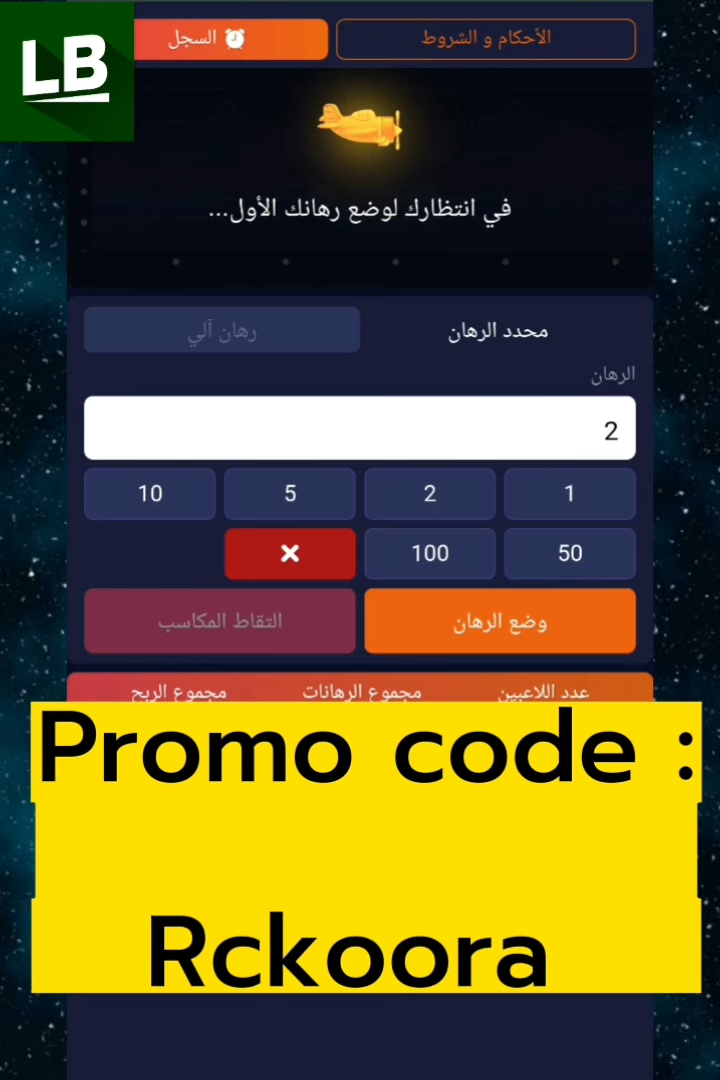 LB
الأحكام و الشروط
السجل
في انتظارك لوضع رهانك الأول...
محدد الرهان
رهان آلي
الرهان
2
1
2
5
10
50
100
×
وضع الرهان
التقاط المكاسب
عدد اللاعبين
مجموع الرهانات
مجموع الربح
Promo code :
Rckoora